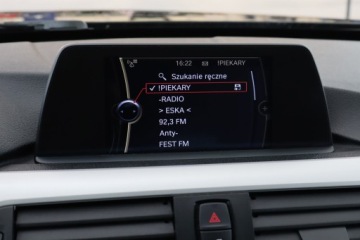 16:22 !PIEKARY
Szukanie ręczne
!PIEKARY
-RADIO
> ESKA <
92,3 FM
Anty-
FEST FM